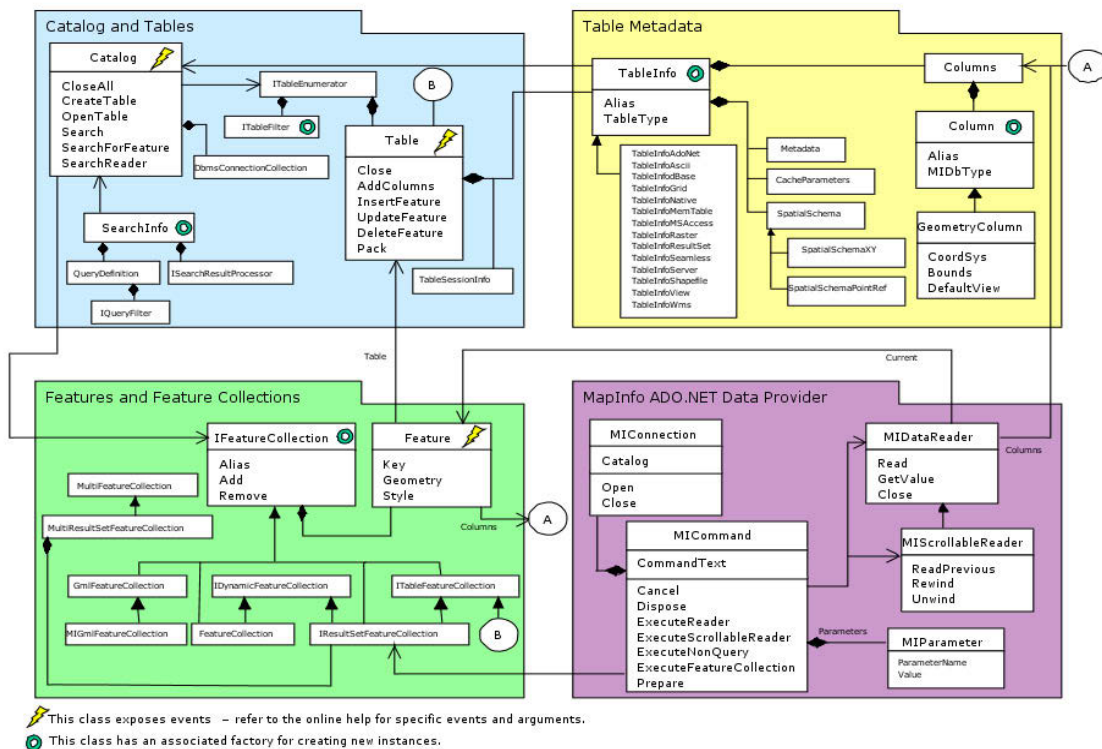 Catalog and Tables
Catalog
CloseAll
CreateTable
OpenTable
Search
SearchForFeature
SearchReader
ITableEnumerator
ITableFilter
DbmsConnectionCollection
B
Table
Close
AddColumns
InsertFeature
UpdateFeature
DeleteFeature
Pack
SearchInfo
QueryDefinition
ISearchResultProcessor
IQueryFilter
TableSessionInfo
Table Metadata
TableInfo
Alias
TableType
TableInfoAdoNet
TableInfoAscii
TableInfodBase
TableInfoGrid
TableInfoNative
TableInfoMemTable
TableInfoMSAccess
TableInfoRaster
TableInfoResultSet
TableInfoSeamless
TableInfoServer
TableInfoShapefile
TableInfoView
TableInfoWms
Metadata
CacheParameters
SpatialSchema
SpatialSchemaXY
SpatialSchemaPointRef
Columns
A
Column
Alias
MIDbType
GeometryColumn
CoordSys
Bounds
DefaultView
Table
Current
Features and Feature Collections
IFeatureCollection
Alias
Add
Remove
Feature
Key
Geometry
Style
Columns
A
MultiFeatureCollection
MultiResultSetFeatureCollection
GmlFeatureCollection
IDynamicFeatureCollection
ITableFeatureCollection
MIGmlFeatureCollection
FeatureCollection
IResultSetFeatureCollection
B
MapInfo ADO.NET Data Provider
MIConnection
Catalog
Open
Close
MIDataReader
Read
GetValue
Close
Columns
MICommand
CommandText
Cancel
Dispose
ExecuteReader
ExecuteScrollableReader
ExecuteNonQuery
ExecuteFeatureCollection
Prepare
MIScrollableReader
ReadPrevious
Rewind
Unwind
Parameters
MIParameter
ParameterName
Value
This class exposes events – refer to the online help for specific events and arguments.
This class has an associated factory for creating new instances.